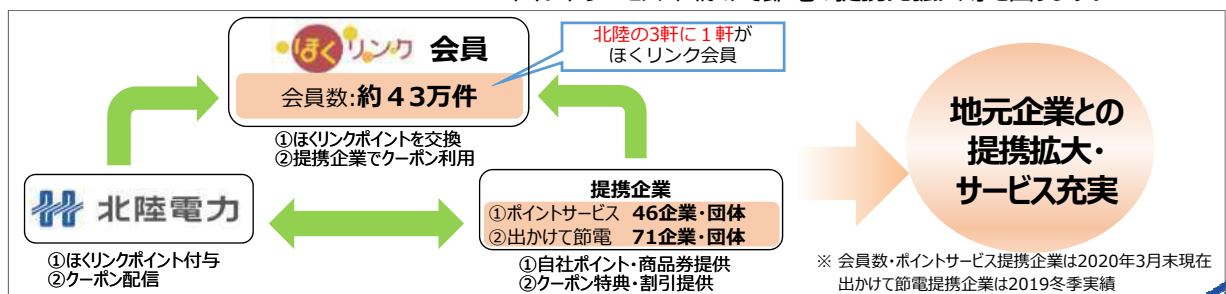 ほくリンク 会員
会員数:約43万件
北陸の3軒に1軒が
ほくリンク会員
①ほくリンクポイントを交換
②提携企業でクーポン利用
北陸電力
①ほくリンクポイント付与
②クーポン配信
提携企業
①ポイントサービス 46企業・団体
②出かけて節電 71企業・団体
①自社ポイント・商品券提供
②クーポン特典・割引提供
地元企業との
提携拡大・
サービス充実
※ 会員数・ポイントサービス提携企業は2020年3月末現在
出かけて節電提携企業は2019冬季実績